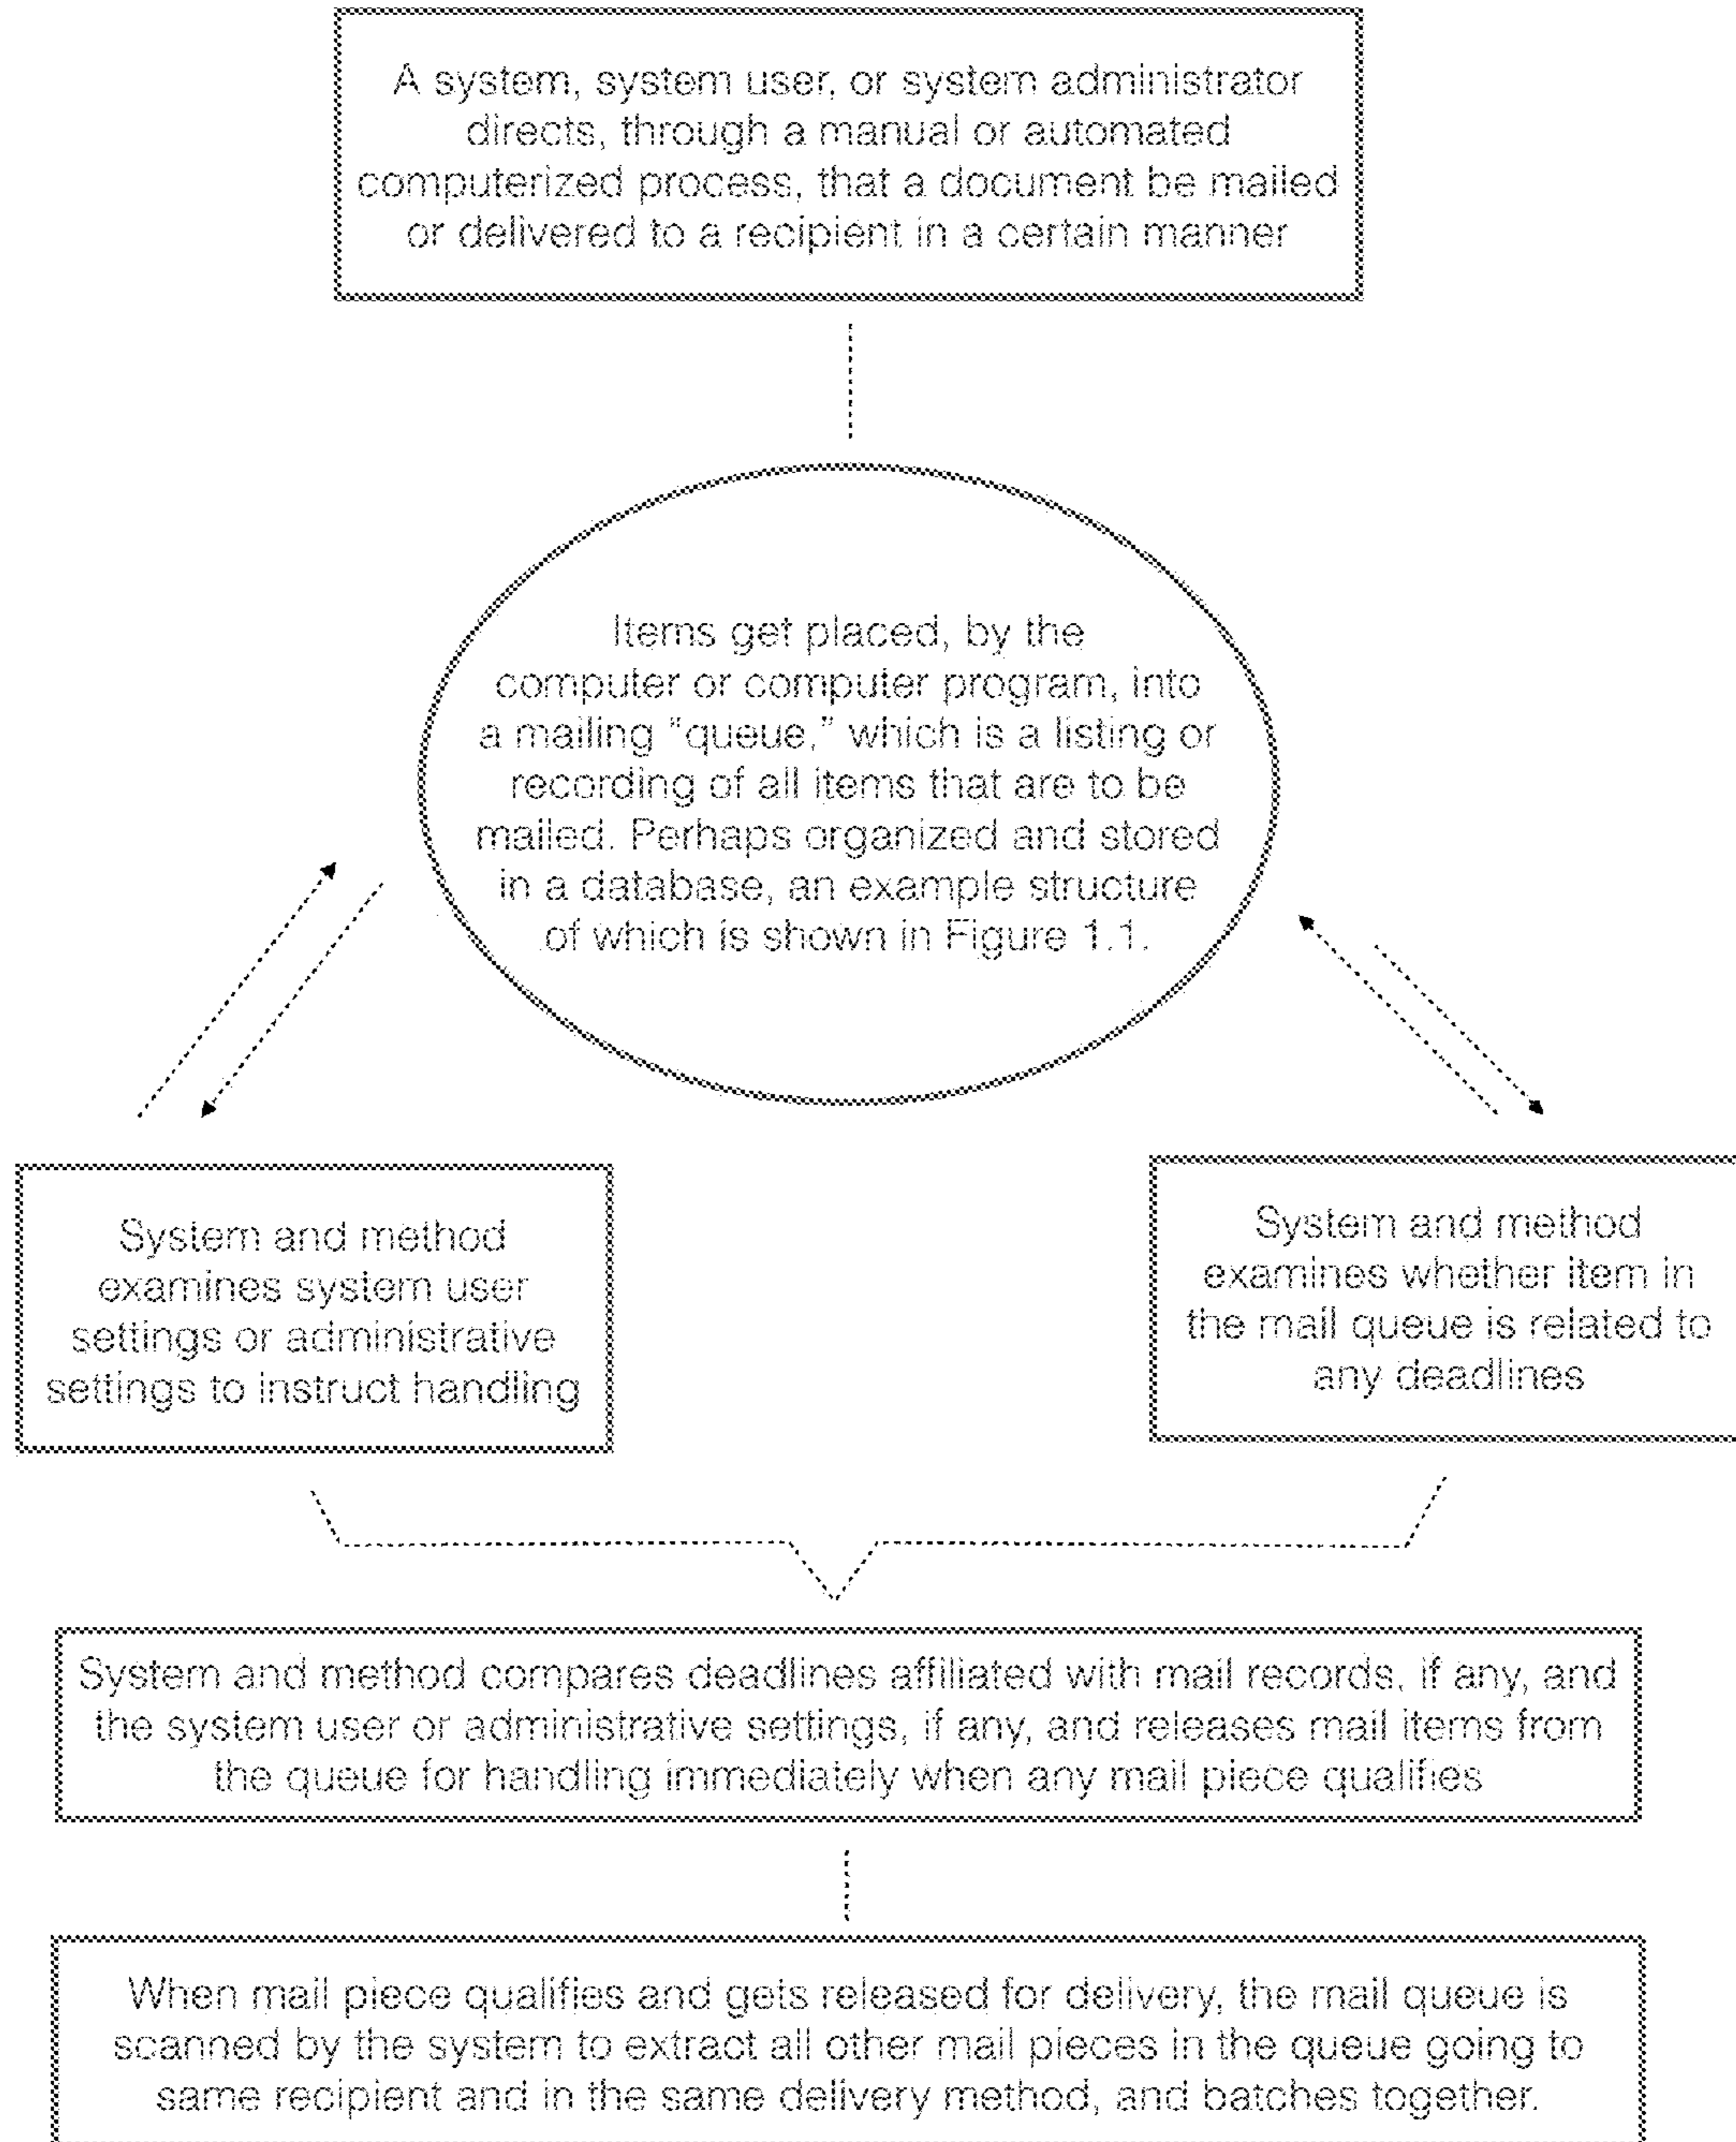 A system, system user, or system administrator
directs, through a manual or automated
computerized process, that a document be mailed
or delivered to a recipient in a certain manner
Items get placed, by the
computer or computer program, into
a mailing "queue," which is a listing or
recording of all items that are to be
mailed. Perhaps organized and stored
in a database, an example structure
of which is shown in Figure 1.1.
System and method
examines system user
settings or administrative
settings to instruct handling
System and method
examines whether item in
the mail queue is related to
any deadlines
System and method compares deadlines affiliated with mail records, if any, and
the system user or administrative settings, if any, and releases mail items from
the queue for handling immediately when any mail piece qualifies
When mail piece qualifies and gets released for delivery, the mail queue is
scanned by the system to extract all other mail pieces in the queue going to
same recipient and in the same delivery method, and batches together.